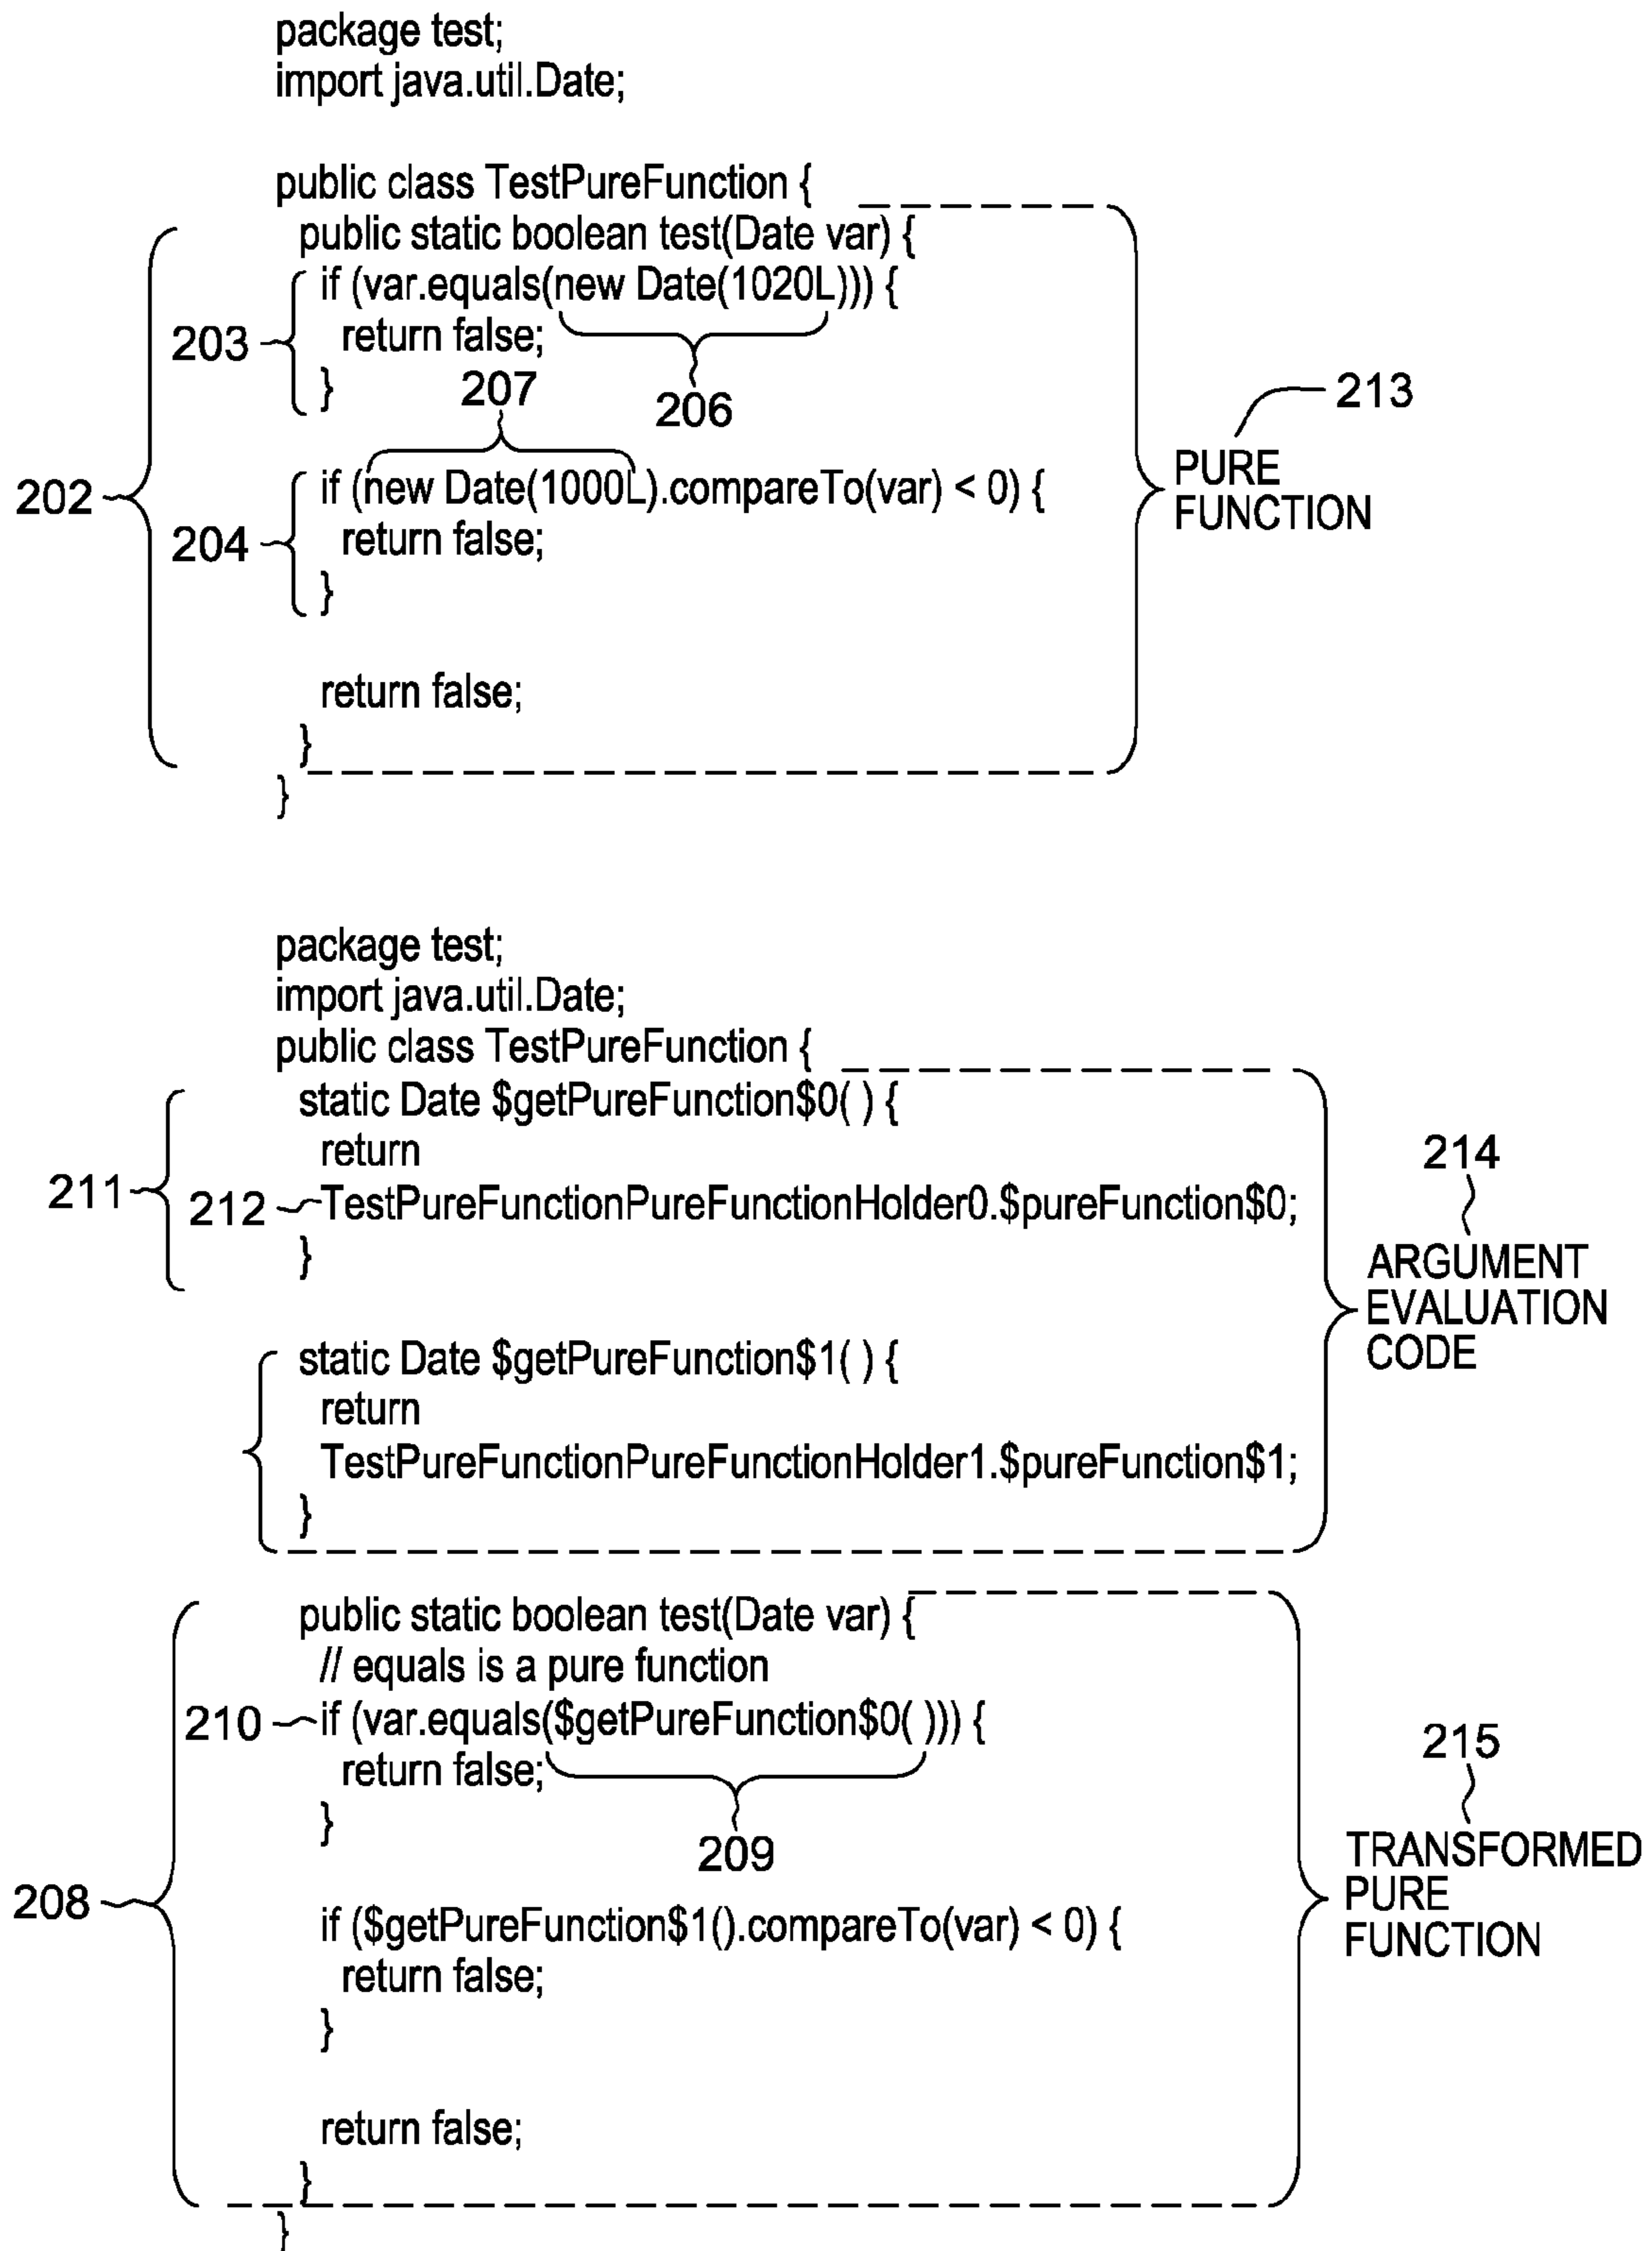 package test;
import java.util.Date;
public class TestPureFunction {
public static boolean test(Date var) {
if (var.equals(new Date(1020L))) {
203
return false;
}
207
206
213
202
if (new Date(1000L).compareTo(var) < 0) {
PURE
FUNCTION
204
return false;
}
return false;
}
}
package test;
import java.util.Date;
public class TestPureFunction {
static Date $getPureFunction$0( ) {
return
211
212
TestPureFunctionPureFunctionHolder0.$pureFunction$0;
}
214
ARGUMENT
EVALUATION
CODE
static Date $getPureFunction$1( ) {
return
TestPureFunctionPureFunctionHolder1.$pureFunction$1;
}
public static boolean test(Date var) {
// equals is a pure function
210
if (var.equals($getPureFunction$0( ))) {
return false;
}
209
215
TRANSFORMED
PURE
FUNCTION
208
if ($getPureFunction$1().compareTo(var) < 0) {
return false;
}
return false;
}
}